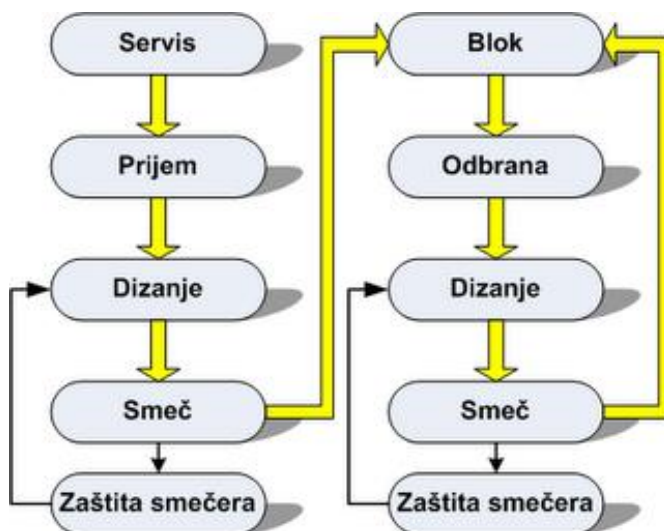 Servis
Prijem
Dizanje
Smeč
Zaštita smečera
Blok
Odbrana
Dizanje
Smeč
Zaštita smečera